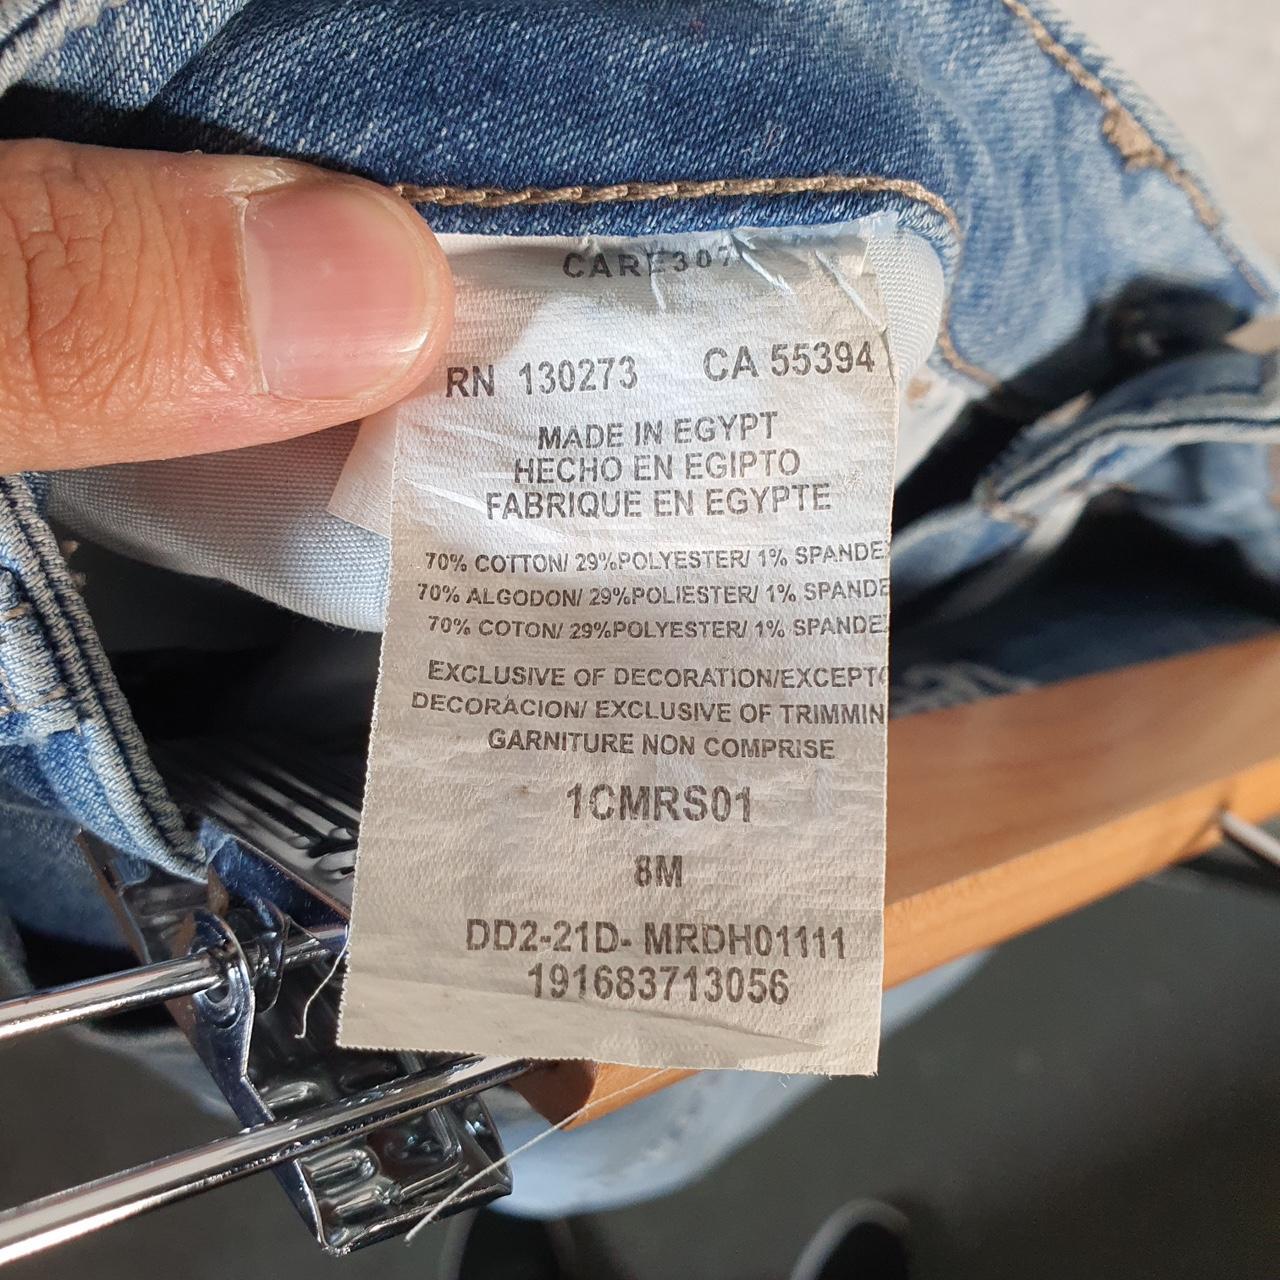 CARE307
RN 130273 CA 55394
MADE IN EGYPT
HECHO EN EGIPTO
FABRIQUE EN EGYPTE
70% COTTON/ 29%POLYESTER/ 1% SPANDE
70% ALGODON/ 29%POLIESTER/ 1% SPANDE
70% COTON/ 29%POLYESTER/ 1% SPANDE
EXCLUSIVE OF DECORATION/EXCEPTO
DECORACION/ EXCLUSIVE OF TRIMMIN
GARNITURE NON COMPRISE
1CMRS01
8M
DD2-21D- MRDH01111
191683713056